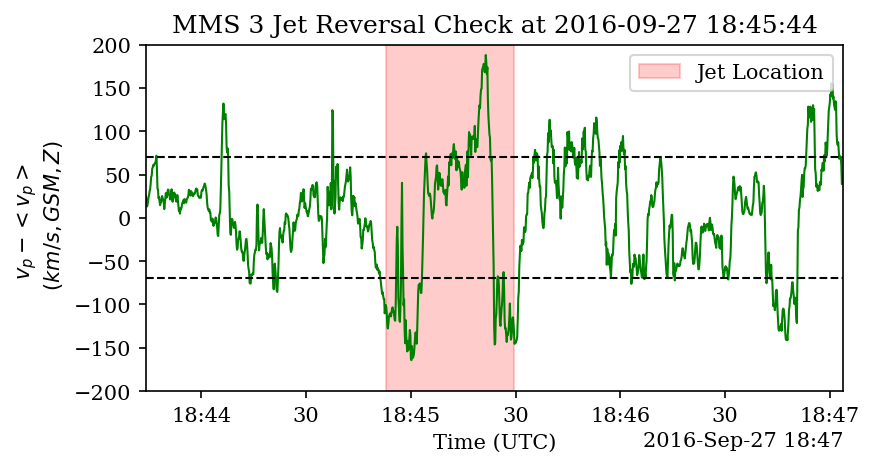 MMS 3 Jet Reversal Check at 2016-09-27 18:45:44
200
150
100
50
0
−50
−100
−150
−200
v_p − < v_p >
(km/s, GSM, Z)
Jet Location
18:44
30
18:45
30
18:46
30
18:47
Time (UTC)
2016-Sep-27 18:47